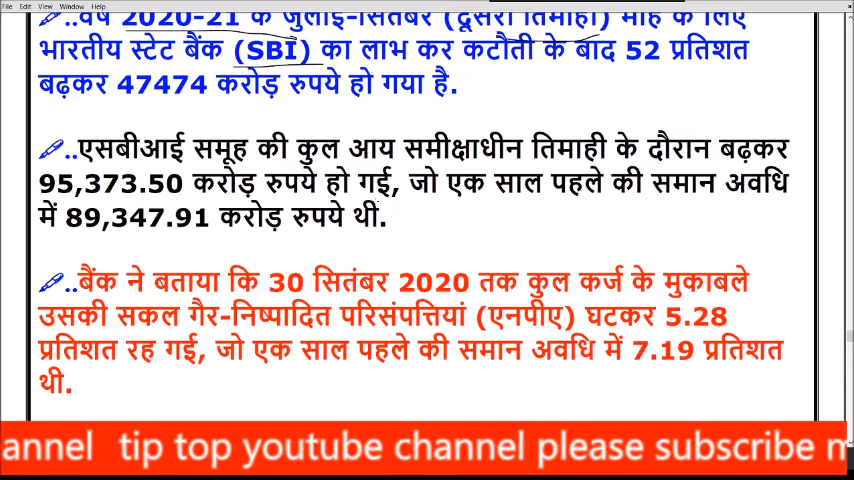 File Edit View Window Help
..वर्ष 2020-21 के जुलाई-सितंबर (दूसरी तिमाही) माह के लिए
भारतीय स्टेट बैंक (SBI) का लाभ कर कटौती के बाद 52 प्रतिशत
बढ़कर 47474 करोड़ रुपये हो गया है.
..एसबीआई समूह की कुल आय समीक्षाधीन तिमाही के दौरान बढ़कर
95,373.50 करोड़ रुपये हो गई, जो एक साल पहले की समान अवधि
में 89,347.91 करोड़ रुपये थी.
..बैंक ने बताया कि 30 सितंबर 2020 तक कुल कर्ज के मुकाबले
उसकी सकल गैर-निष्पादित परिसंपत्तियां (एनपीए) घटकर 5.28
प्रतिशत रह गई, जो एक साल पहले की समान अवधि में 7.19 प्रतिशत
थी.
annel tip top youtube channel please subscribe m